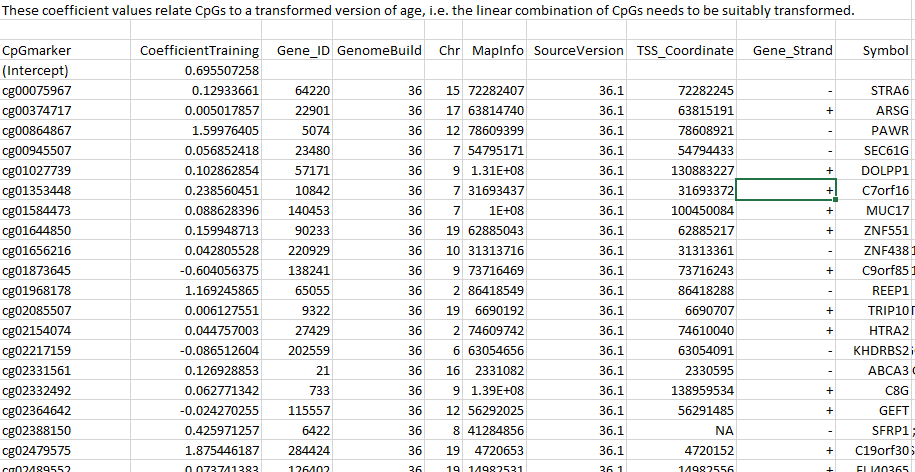 These coefficient values relate CpGs to a transformed version of age, i.e. the linear combination of CpGs needs to be suitably transformed.
CpGmarker CoefficientTraining Gene_ID GenomeBuild Chr MapInfo SourceVersion TSS_Coordinate Gene_Strand Symbol
(Intercept) 0.695507258
cg00075967 0.12933661 64220 36 15 72282407 36.1 72282245 - STRA6
cg00374717 0.005017857 22901 36 17 63814740 36.1 63815191 + ARSG
cg00864867 1.59976405 5074 36 12 78609399 36.1 78608921 - PAWR
cg00945507 0.056852418 23480 36 7 54795171 36.1 54794433 - SEC61G
cg01027739 0.102862854 57171 36 9 1.31E+08 36.1 130883227 + DOLPP1
cg01353448 0.238560451 10842 36 7 31693437 36.1 31693372 + C7orf16
cg01584473 0.088628396 140453 36 7 1E+08 36.1 100450084 + MUC17
cg01644850 0.159948713 90233 36 19 62885043 36.1 62885217 + ZNF551
cg01656216 0.042805528 220929 36 10 31313716 36.1 31313361 - ZNF438
cg01873645 -0.604056375 138241 36 9 73716469 36.1 73716243 + C9orf85
cg01968178 1.169245865 65055 36 2 86418549 36.1 86418288 - REEP1
cg02085507 0.006127551 9322 36 19 6690192 36.1 6690707 + TRIP10
cg02154074 0.044757003 27429 36 2 74609742 36.1 74610040 + HTRA2
cg02217159 -0.086512604 202559 36 6 63054656 36.1 63054091 - KHDRBS2
cg02331561 0.126928853 21 36 16 2331082 36.1 2330595 - ABCA3
cg02332492 0.062771342 733 36 9 1.39E+08 36.1 138959534 + C8G
cg02364642 -0.024270255 115557 36 12 56292025 36.1 56291485 + GEFT
cg02388150 0.425971257 6422 36 8 41284856 36.1 NA - SFRP1
cg02479575 1.875446187 284424 36 19 4720653 36.1 4720152 + C19orf30
cg02489552 0.073741383 126402 36 19 14982531 36.1 14982556 + FLJ40365